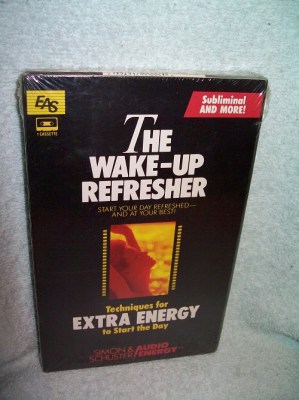 EAS
1 CASSETTE
Subliminal
AND MORE!
THE
WAKE-UP
REFRESHER
START YOUR DAY REFRESHED—
AND AT YOUR BEST!
Techniques for
EXTRA ENERGY
to Start the Day
SIMON & SCHUSTER
AUDIO ENERGY™